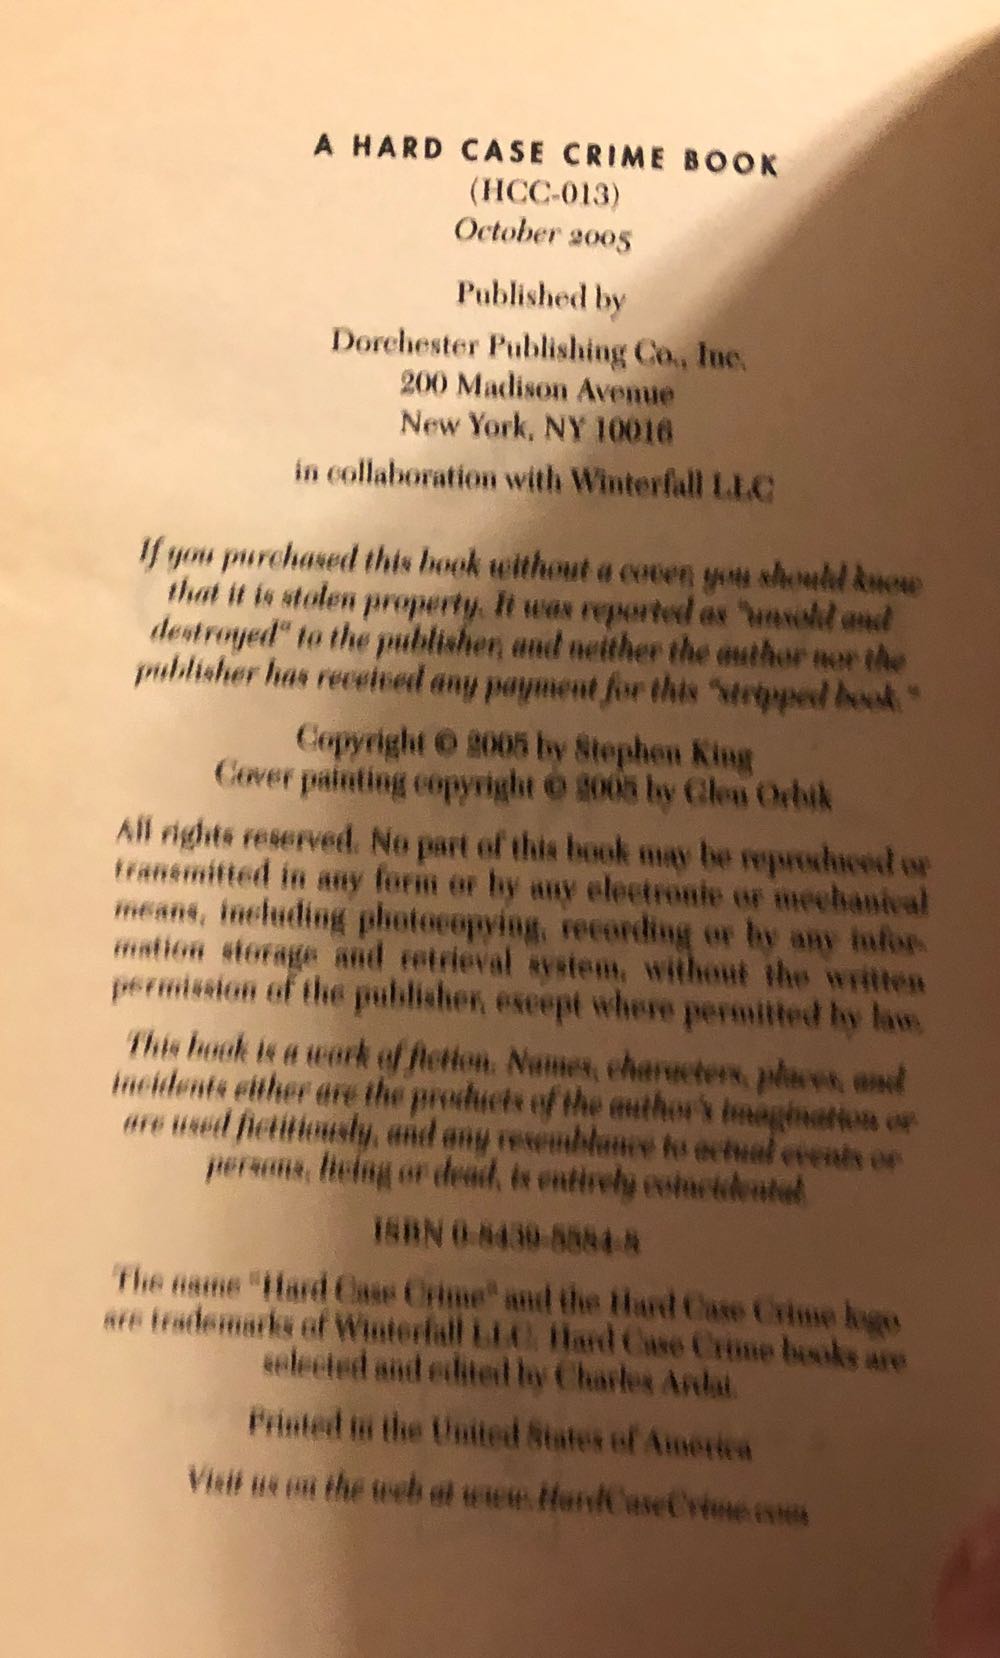 A HARD CASE CRIME BOOK
(HCC-013)
October 2005
Published by
Dorchester Publishing Co., Inc.
200 Madison Avenue
New York, NY 10016
in collaboration with Winterfall LLC
If you purchased this book without a cover, you should know
that it is stolen property. It was reported as "unsold and
destroyed" to the publisher, and neither the author nor the
publisher has received any payment for this "stripped book."
Copyright © 2005 by Stephen King
Cover painting copyright © 2005 by Glen Orbik
All rights reserved. No part of this book may be reproduced or
transmitted in any form or by any electronic or mechanical
means, including photocopying, recording or by any infor-
mation storage and retrieval system, without the written
permission of the publisher, except where permitted by law.
This book is a work of fiction. Names, characters, places, and
incidents either are the products of the author's imagination or
are used fictitiously, and any resemblance to actual events or
persons, living or dead, is entirely coincidental.
ISBN 0-8439-5584-8
The name "Hard Case Crime" and the Hard Case Crime logo
are trademarks of Winterfall LLC. Hard Case Crime books are
selected and edited by Charles Ardai.
Printed in the United States of America
Visit us on the web at www.HardCaseCrime.com